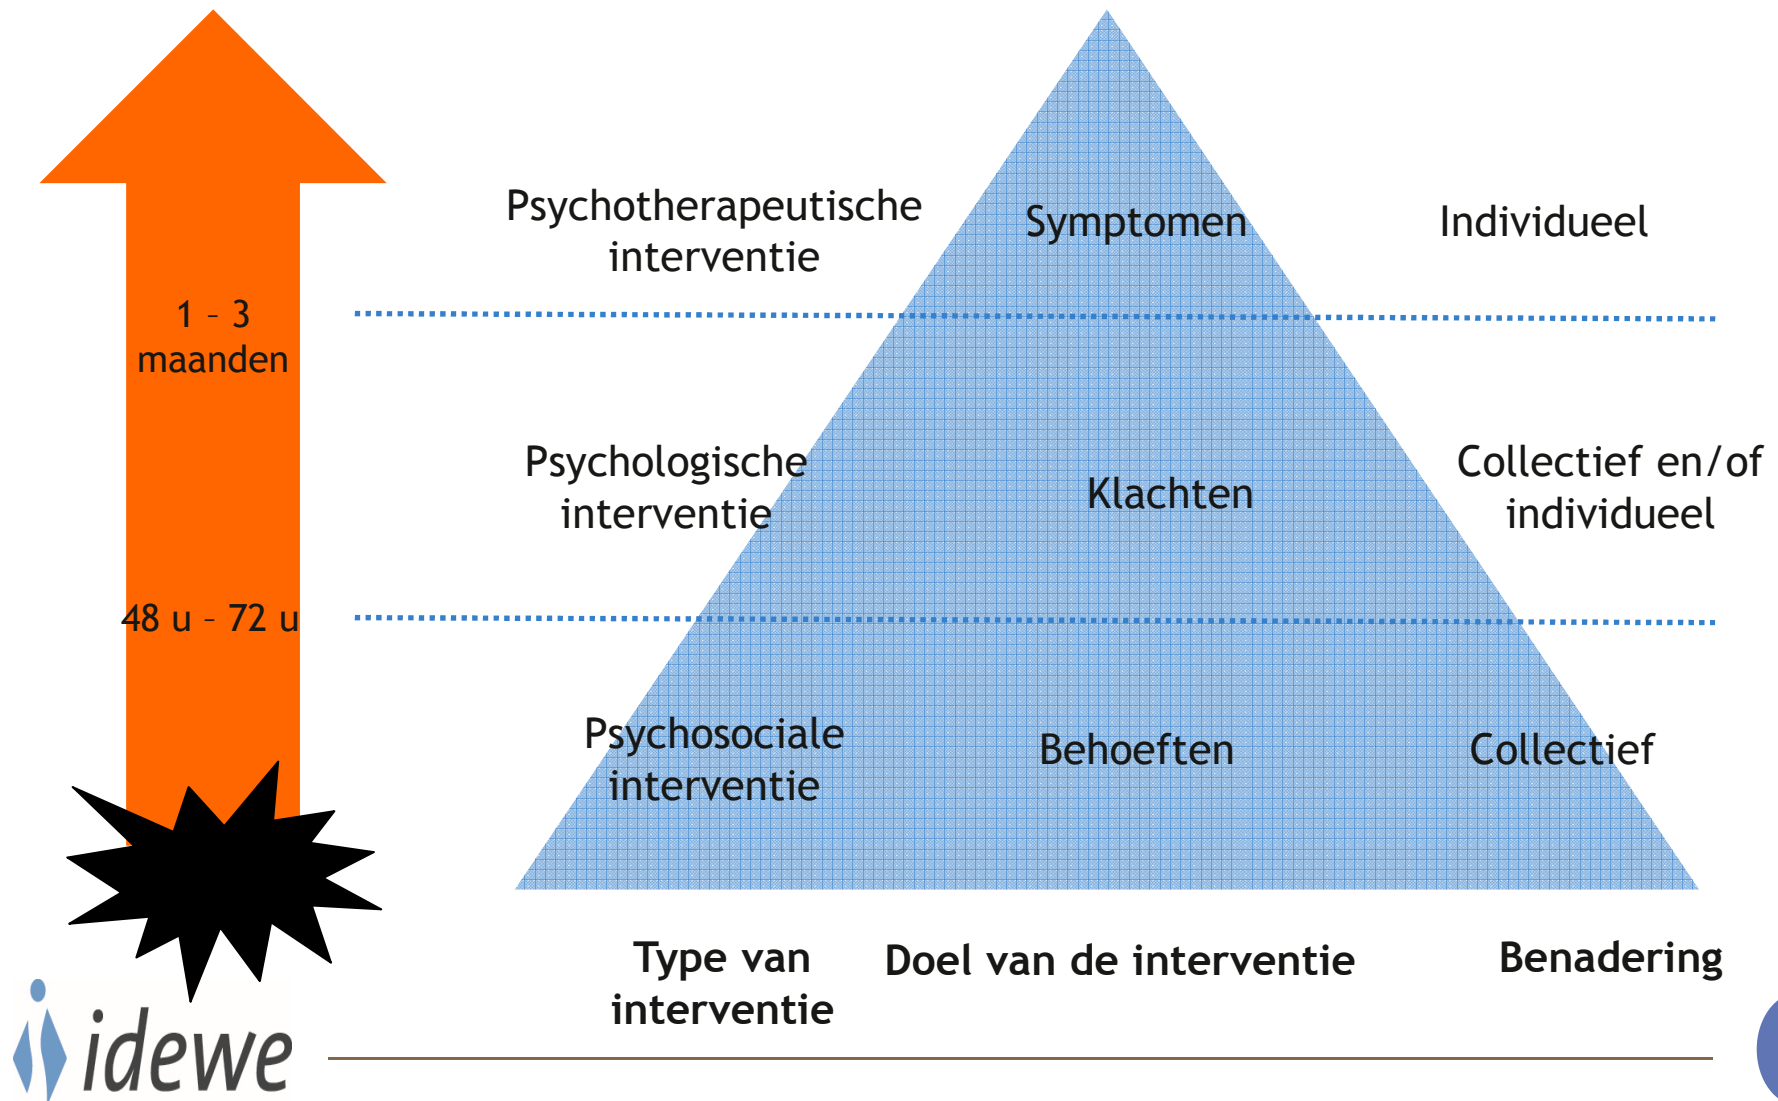 Psychotherapeutische
interventie
Symptomen
Individueel
1 – 3
maanden
Psychologische
interventie
Klachten
Collectief en/of
individueel
48 u – 72 u
Psychosociale
interventie
Behoeften
Collectief
Type van
interventie
Doel van de interventie
Benadering
idewe